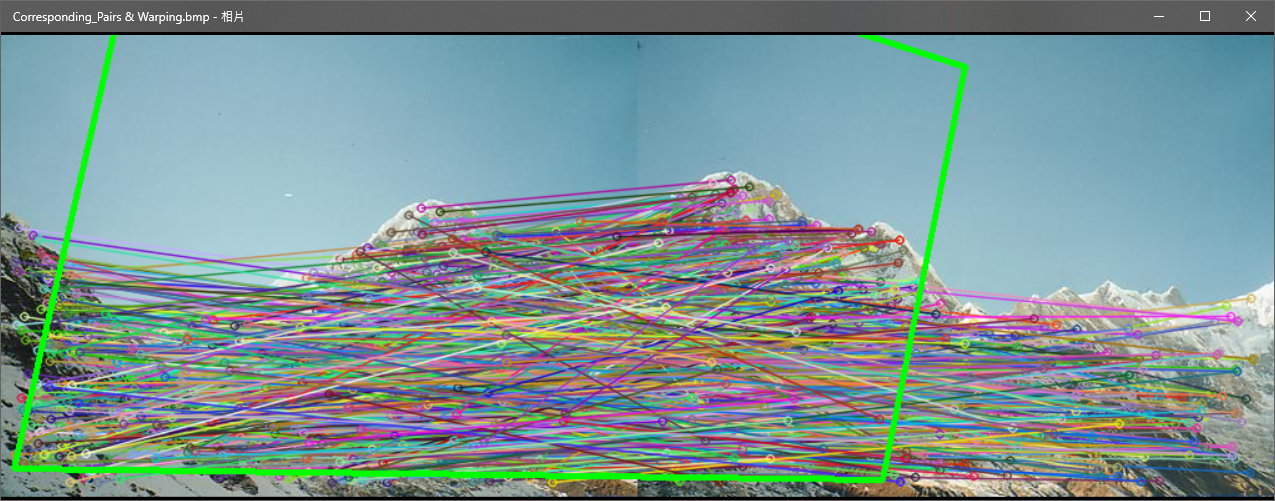 Corresponding_Pairs & Warping.bmp - 相片